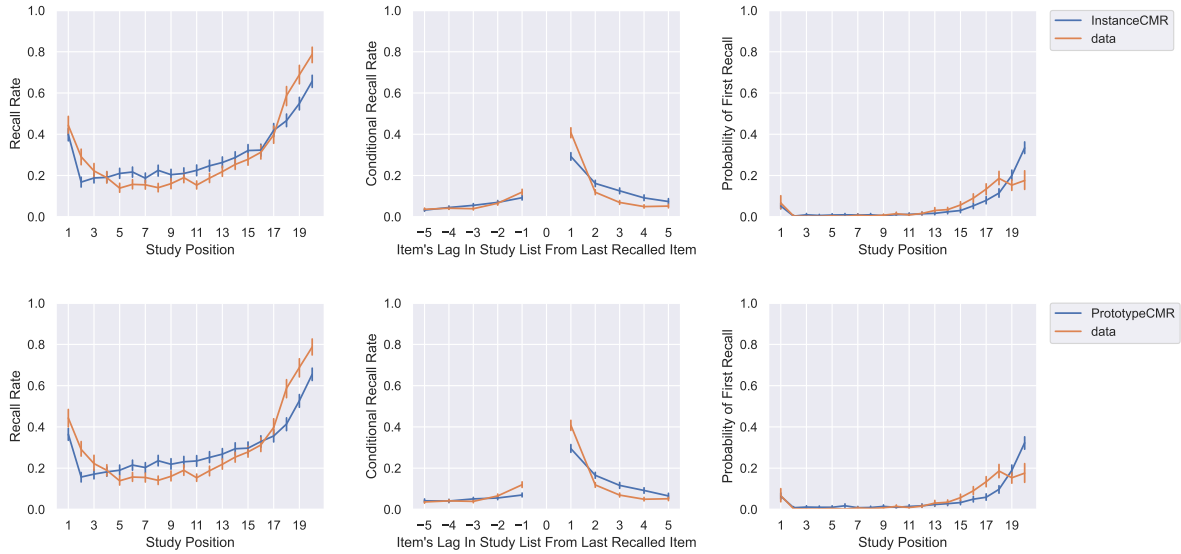 1.0
0.8
0.6
0.4
0.2
0.0
Recall Rate
1 3 5 7 9 11 13 15 17 19
Study Position
1.0
0.8
0.6
0.4
0.2
0.0
Conditional Recall Rate
−5 −4 −3 −2 −1 0 1 2 3 4 5
Item's Lag In Study List From Last Recalled Item
1.0
0.8
0.6
0.4
0.2
0.0
Probability of First Recall
1 3 5 7 9 11 13 15 17 19
Study Position
InstanceCMR
data
1.0
0.8
0.6
0.4
0.2
0.0
Recall Rate
1 3 5 7 9 11 13 15 17 19
Study Position
1.0
0.8
0.6
0.4
0.2
0.0
Conditional Recall Rate
−5 −4 −3 −2 −1 0 1 2 3 4 5
Item's Lag In Study List From Last Recalled Item
1.0
0.8
0.6
0.4
0.2
0.0
Probability of First Recall
1 3 5 7 9 11 13 15 17 19
Study Position
PrototypeCMR
data